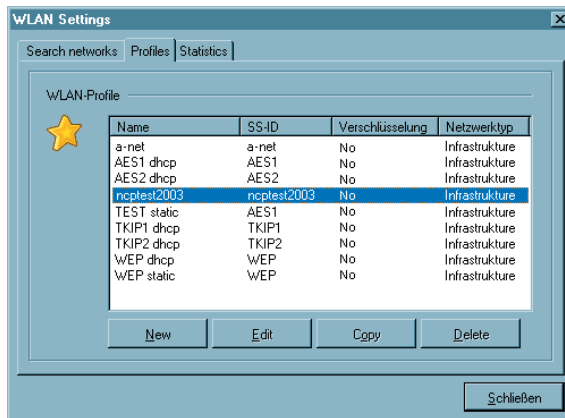 WLAN Settings
Search networks Profiles Statistics
WLAN-Profile
Name SS-ID Verschlüsselung Netzwerktyp
a-net a-net No Infrastrukture
AES1 dhcp AES1 No Infrastrukture
AES2 dhcp AES2 No Infrastrukture
ncptest2003 ncptest2003 No Infrastrukture
TEST static AES1 No Infrastrukture
TKIP1 dhcp TKIP1 No Infrastrukture
TKIP2 dhcp TKIP2 No Infrastrukture
WEP dhcp WEP No Infrastrukture
WEP static WEP No Infrastrukture
New Edit Copy Delete
Schließen